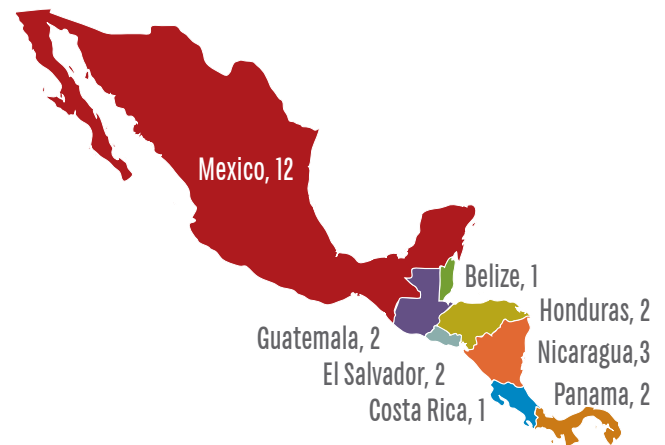 Mexico, 12
Belize, 1
Honduras, 2
Guatemala, 2
Nicaragua,3
El Salvador, 2
Panama, 2
Costa Rica, 1